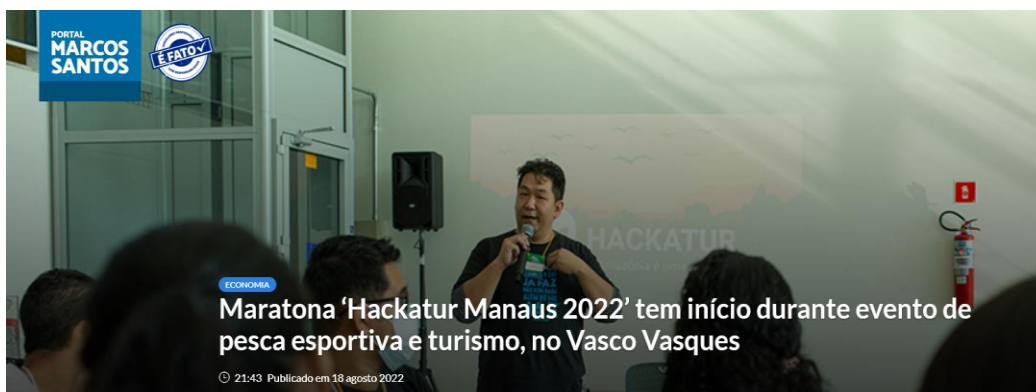 PORTAL
MARCOS
SANTOS
É FATO
HACKATUR
ECONOMIA
Maratona ‘Hackatur Manaus 2022’ tem início durante evento de
pesca esportiva e turismo, no Vasco Vasques
21:43 Publicado em 18 agosto 2022